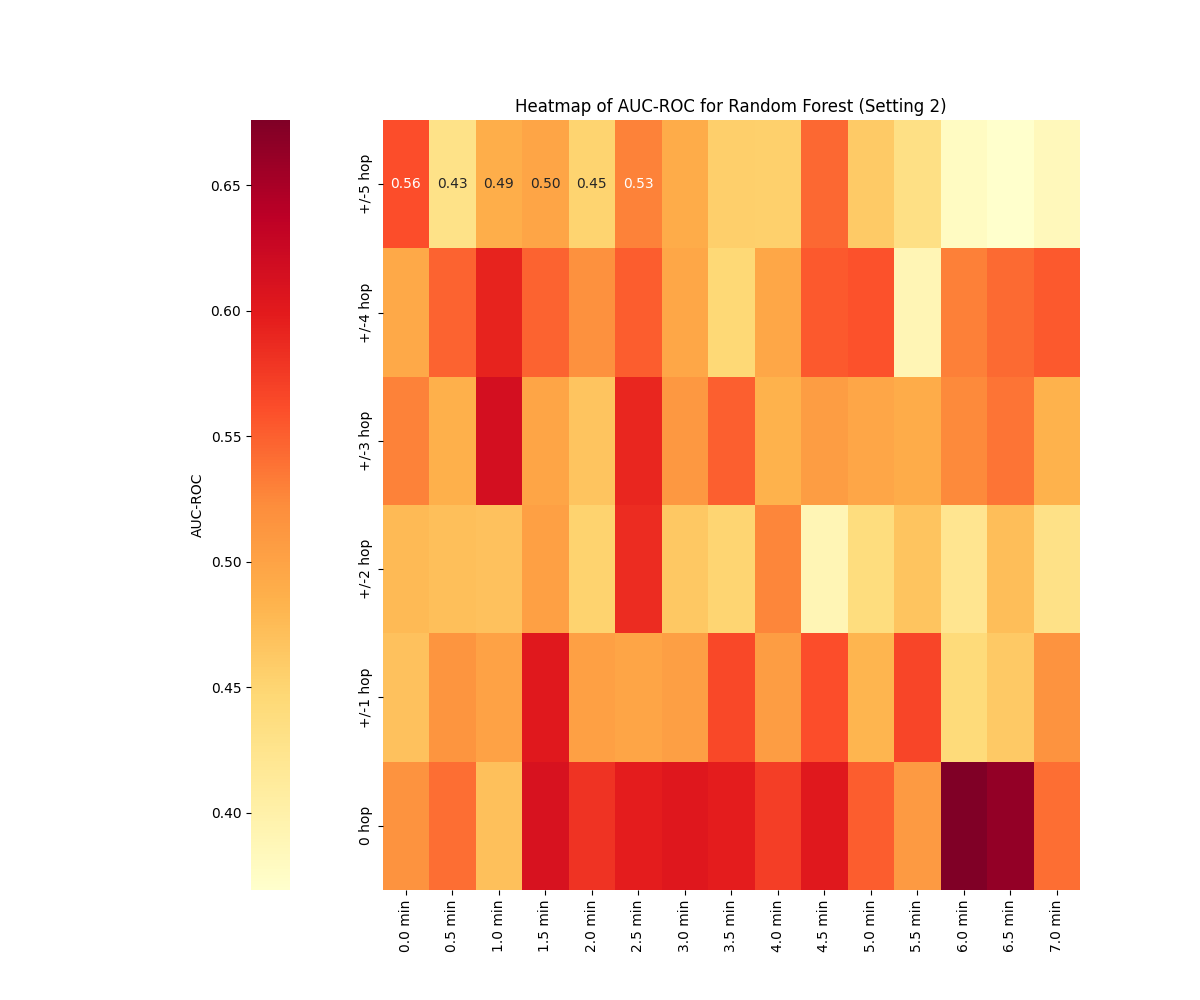 Heatmap of AUC-ROC for Random Forest (Setting 2)
AUC-ROC
0.65
0.60
0.55
0.50
0.45
0.40
+/-5 hop
0.56 0.43 0.49 0.50 0.45 0.53
+/-4 hop
+/-3 hop
+/-2 hop
+/-1 hop
0 hop
0.0 min 0.5 min 1.0 min 1.5 min 2.0 min 2.5 min 3.0 min 3.5 min 4.0 min 4.5 min 5.0 min 5.5 min 6.0 min 6.5 min 7.0 min